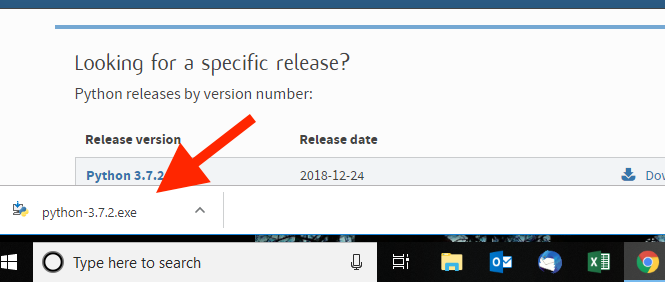 Looking for a specific release?
Python releases by version number:
Release version Release date
Python 3.7.2 2018-12-24
python-3.7.2.exe
Type here to search